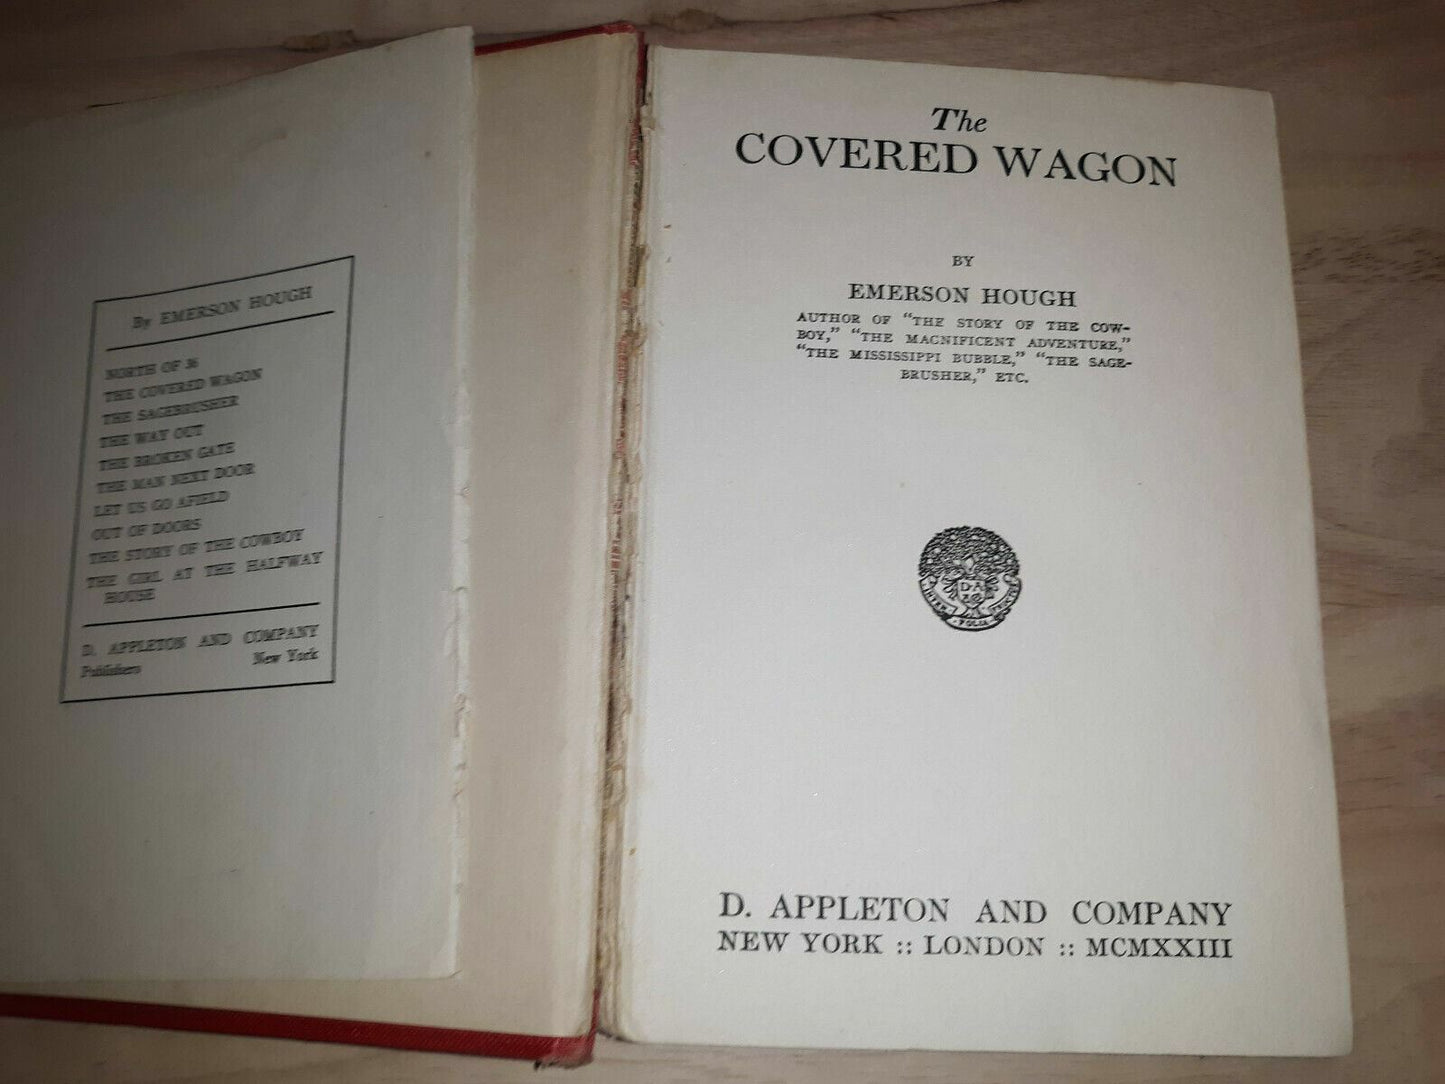 By EMERSON HOUGH
NORTH OF 36
THE COVERED WAGON
THE SAGEBRUSHER
THE WAY OUT
THE BROKEN GATE
THE MAN NEXT DOOR
LET US GO AFIELD
OUT OF DOORS
THE STORY OF THE COWBOY
THE GIRL AT THE HALFWAY
HOUSE
D. APPLETON AND COMPANY
Publishers New York
The
COVERED WAGON
BY
EMERSON HOUGH
AUTHOR OF "THE STORY OF THE COW-
BOY," "THE MAGNIFICENT ADVENTURE,"
"THE MISSISSIPPI BUBBLE," "THE SAGE-
BRUSHER," ETC.
D·A
INTER
FOLIA
FRUCTUS
D. APPLETON AND COMPANY
NEW YORK :: LONDON :: MCMXXIII